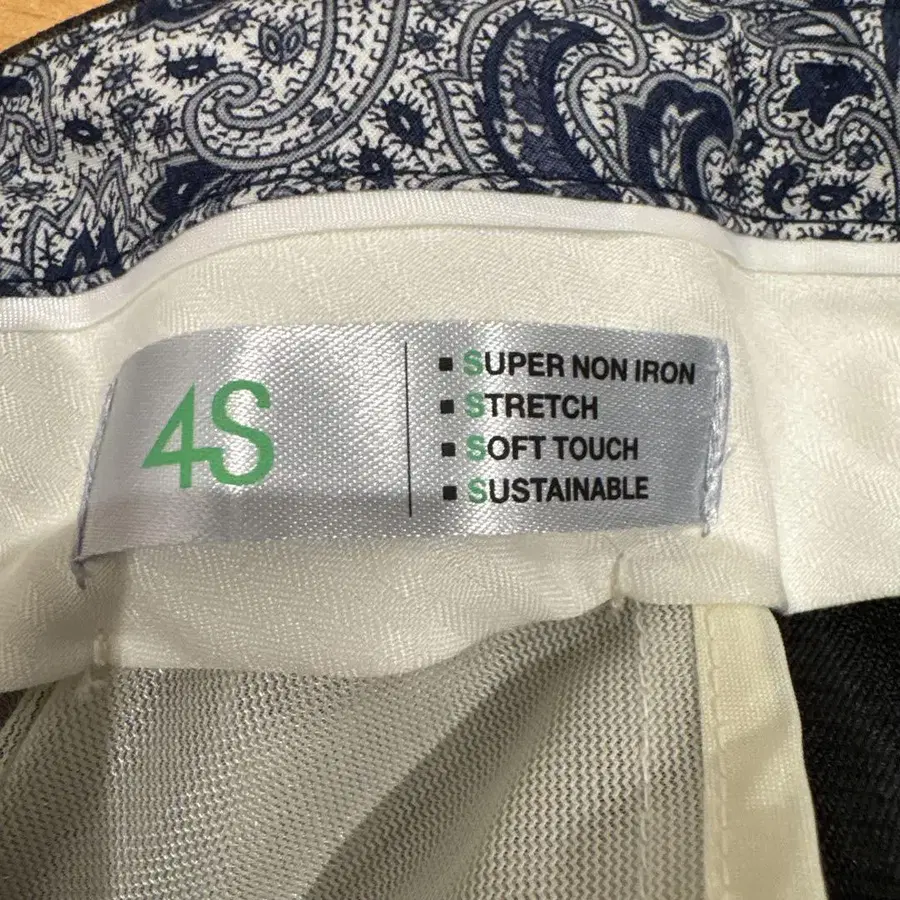 4S
▪ SUPER NON IRON
▪ STRETCH
▪ SOFT TOUCH
▪ SUSTAINABLE